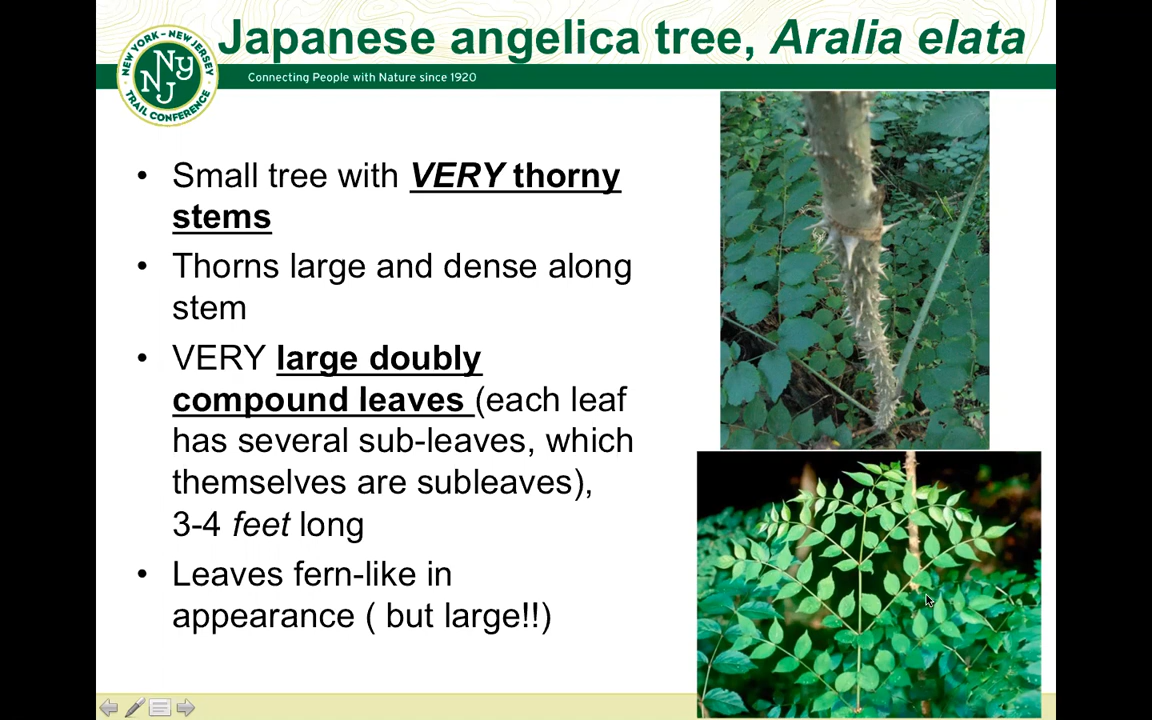 Japanese angelica tree, Aralia elata
NEW YORK - NEW JERSEY
NY
NJ
TRAIL CONFERENCE
Connecting People with Nature since 1920
• Small tree with VERY thorny
stems
• Thorns large and dense along
stem
• VERY large doubly
compound leaves (each leaf
has several sub-leaves, which
themselves are subleaves),
3-4 feet long
• Leaves fern-like in
appearance ( but large!!)